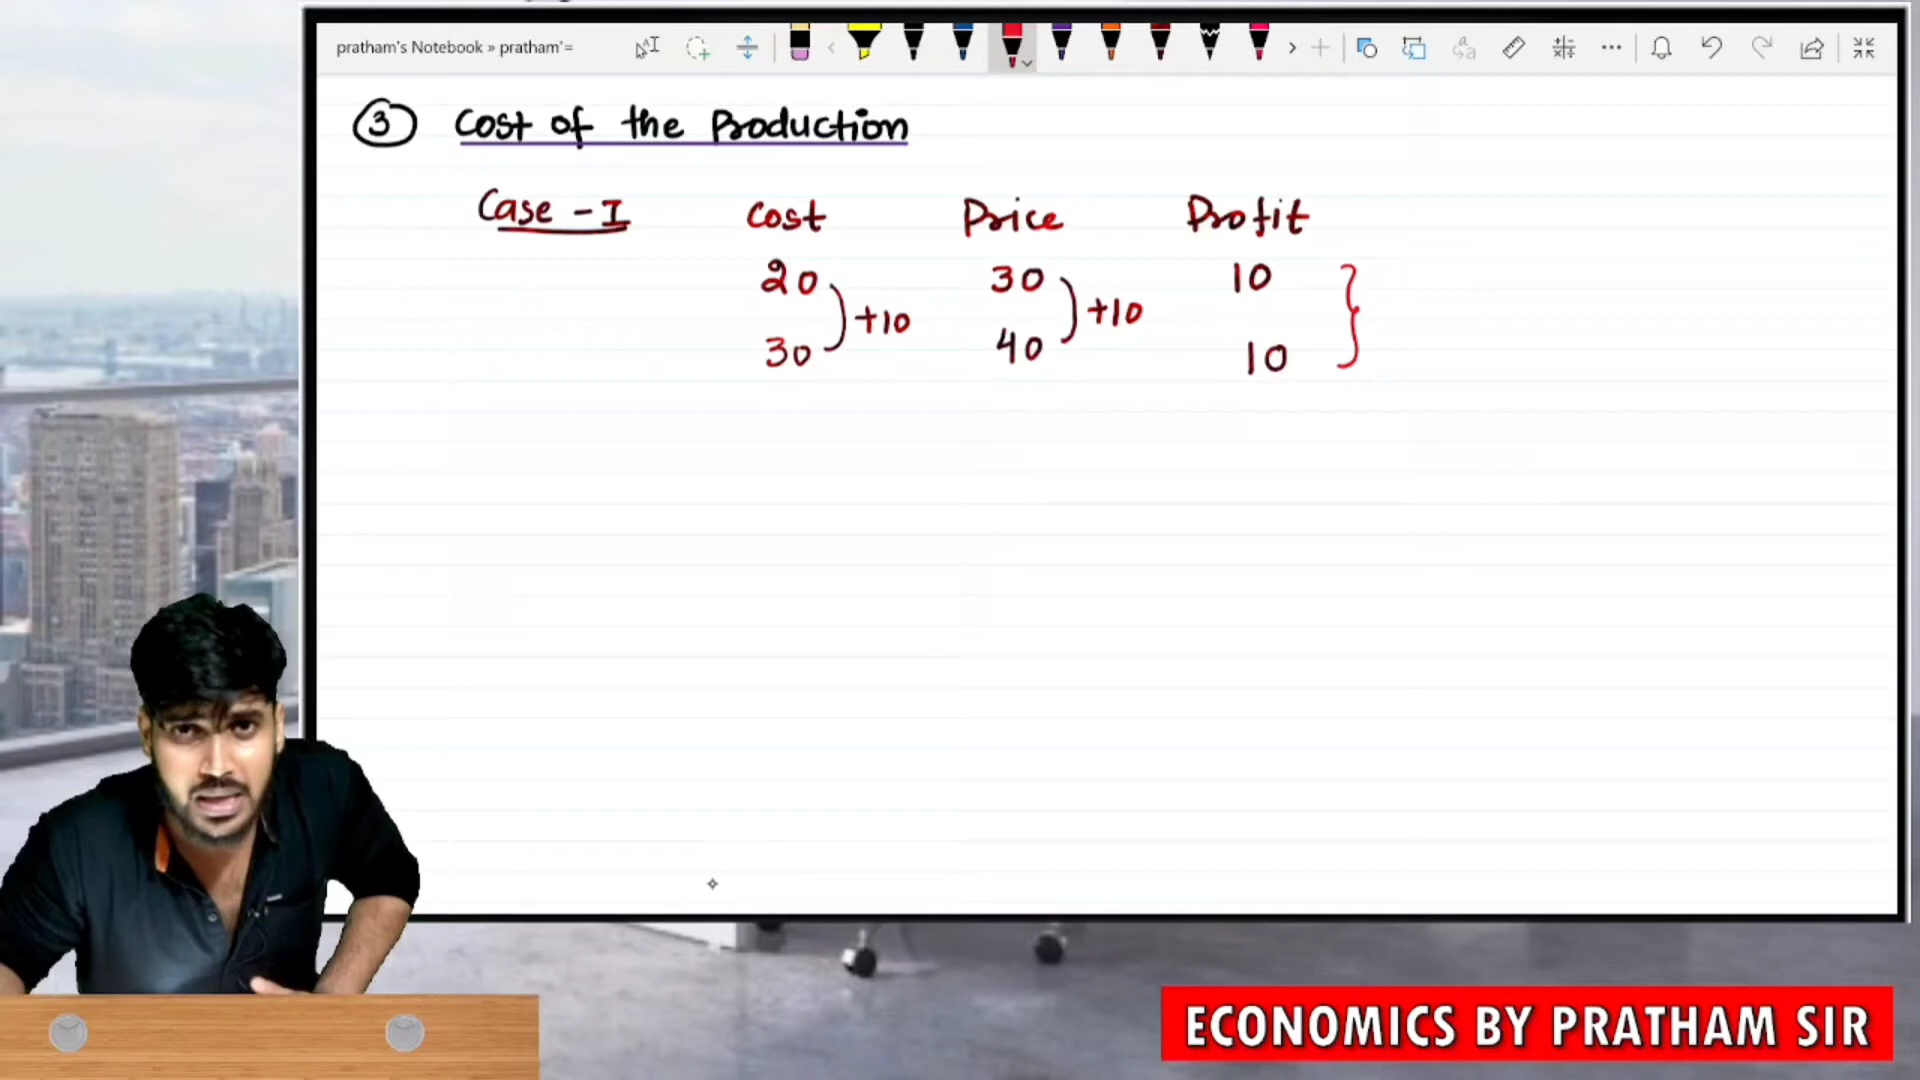 pratham's Notebook » pratham'=
③ Cost of the Production
Case - I Cost Price Profit
20 30 10
+10 +10
30 40 10
ECONOMICS BY PRATHAM SIR